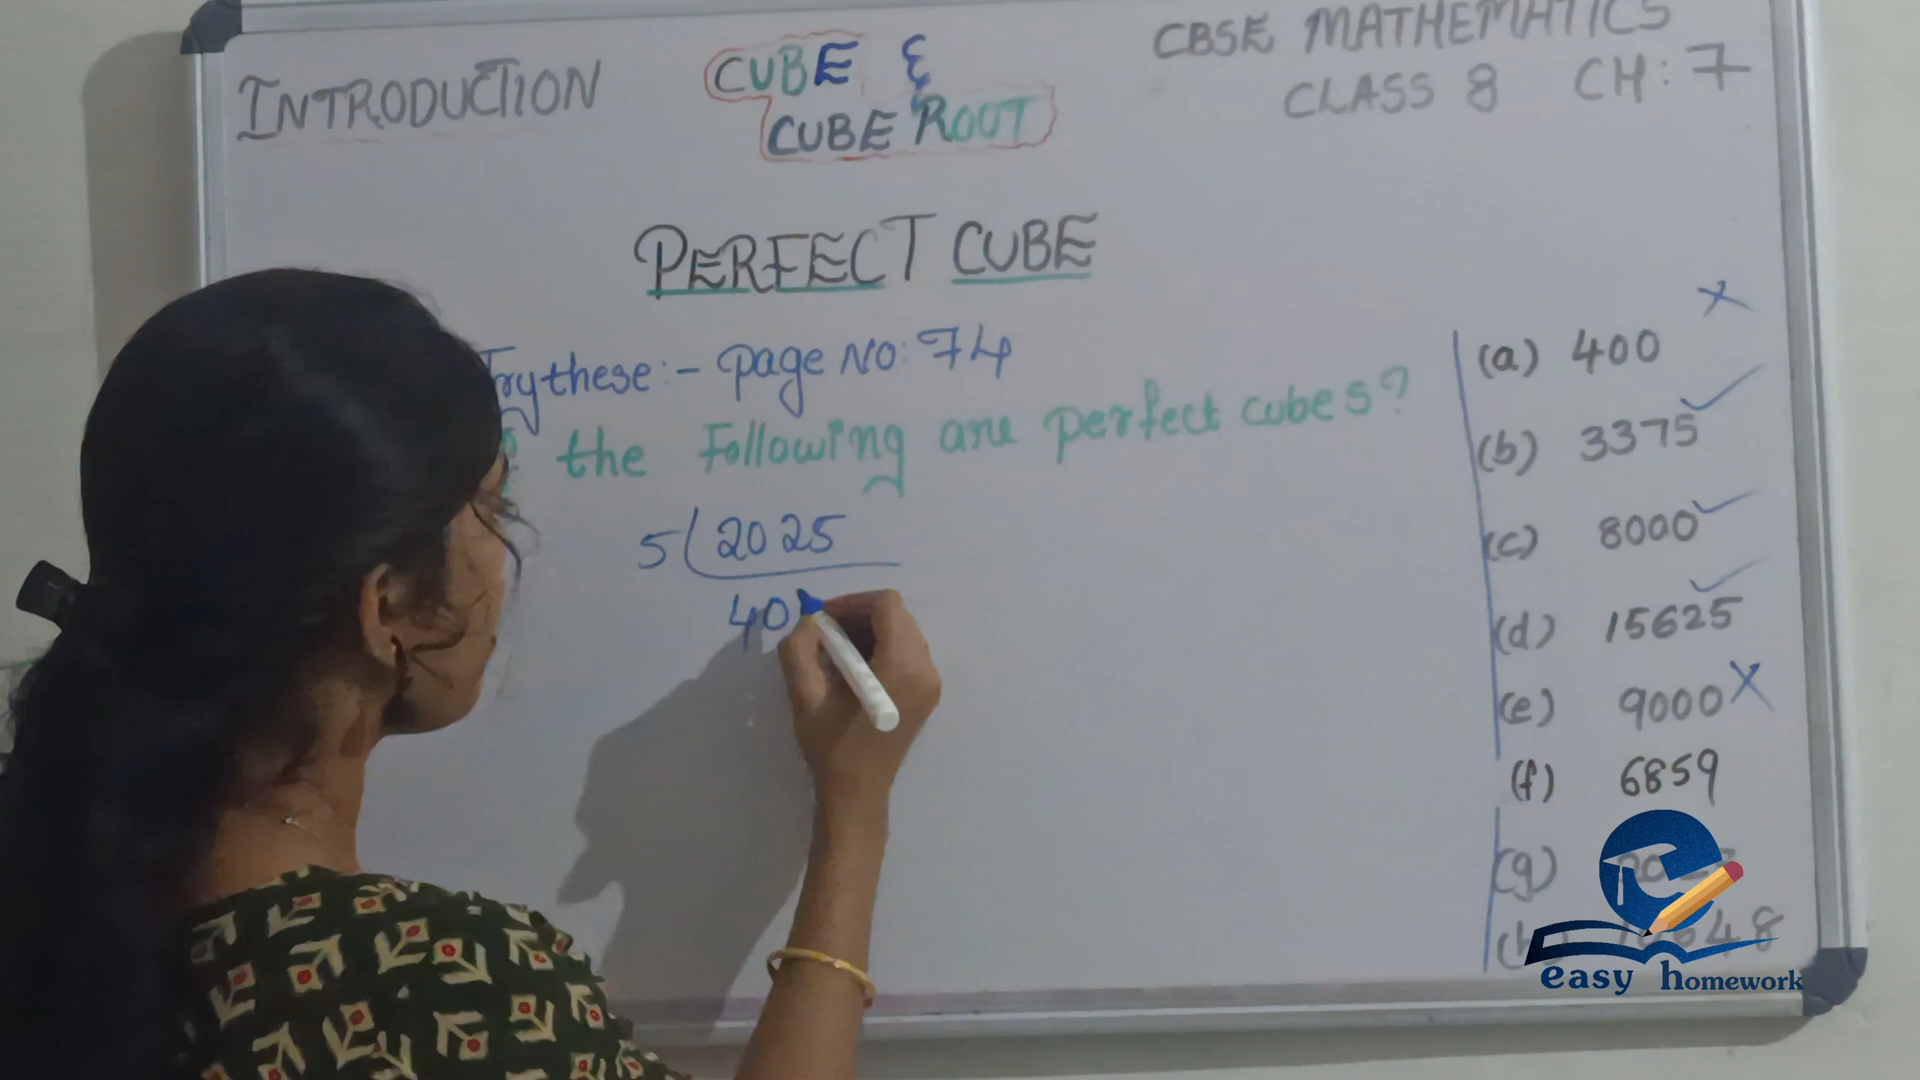 INTRODUCTION
CUBE &
CUBE ROOT
CBSE MATHEMATICS
CLASS 8 CH: 7
PERFECT CUBE
Try these:- page No: 74
the Following are perfect cubes?
5 2025
40
(a) 400 ×
(b) 3375 ✓
(c) 8000 ✓
(d) 15625 ✓
(e) 9000 ×
(f) 6859
(g)
easy homework